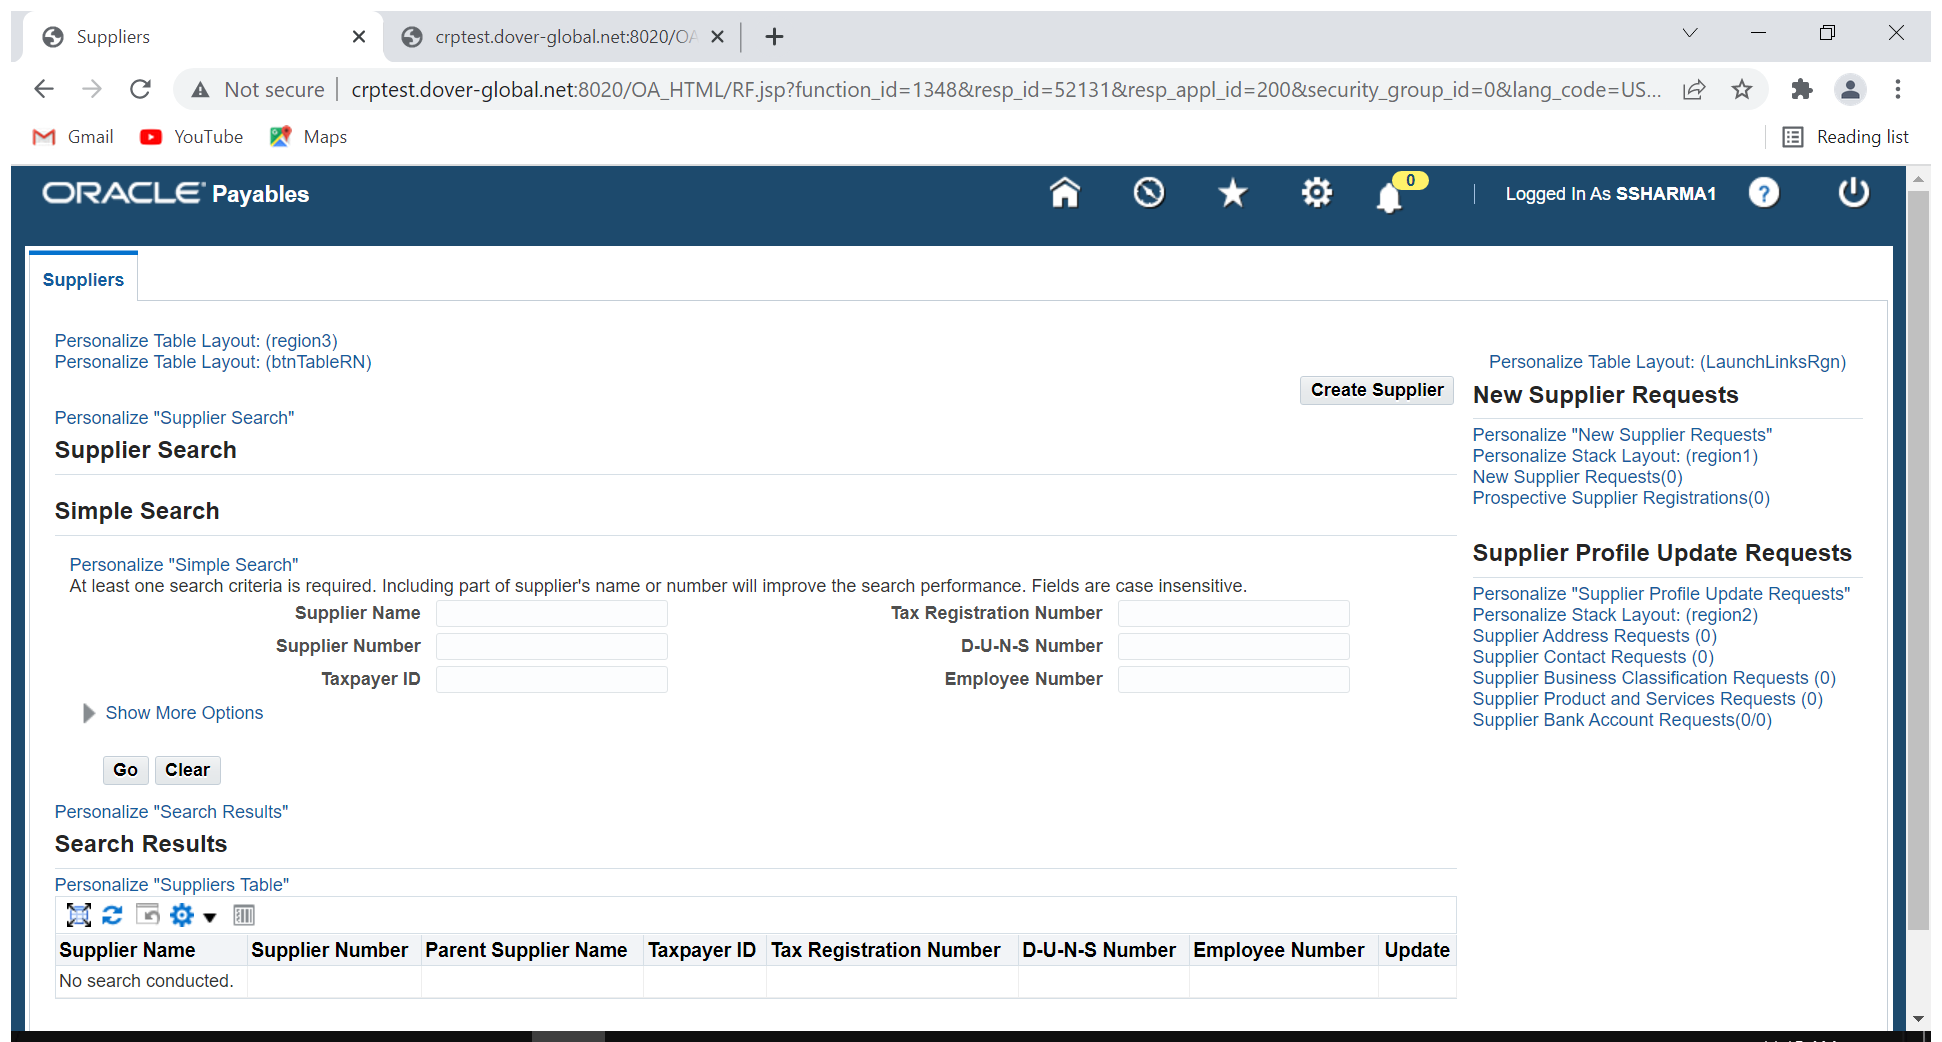 Suppliers
crptest.dover-global.net:8020/OA
Not secure
crptest.dover-global.net:8020/OA_HTML/RF.jsp?function_id=1348&resp_id=52131&resp_appl_id=200&security_group_id=0&lang_code=US...
Gmail
YouTube
Maps
Reading list
ORACLE Payables
0
Logged In As SSHARMA1
?
Suppliers
Personalize Table Layout: (region3)
Personalize Table Layout: (btnTableRN)
Create Supplier
Personalize "Supplier Search"
Supplier Search
Simple Search
Personalize "Simple Search"
At least one search criteria is required. Including part of supplier's name or number will improve the search performance. Fields are case insensitive.
Supplier Name
Tax Registration Number
Supplier Number
D-U-N-S Number
Taxpayer ID
Employee Number
Show More Options
Go
Clear
Personalize "Search Results"
Search Results
Personalize "Suppliers Table"
Supplier Name Supplier Number Parent Supplier Name Taxpayer ID Tax Registration Number D-U-N-S Number Employee Number Update
No search conducted.
Personalize Table Layout: (LaunchLinksRgn)
New Supplier Requests
Personalize "New Supplier Requests"
Personalize Stack Layout: (region1)
New Supplier Requests(0)
Prospective Supplier Registrations(0)
Supplier Profile Update Requests
Personalize "Supplier Profile Update Requests"
Personalize Stack Layout: (region2)
Supplier Address Requests (0)
Supplier Contact Requests (0)
Supplier Business Classification Requests (0)
Supplier Product and Services Requests (0)
Supplier Bank Account Requests(0/0)